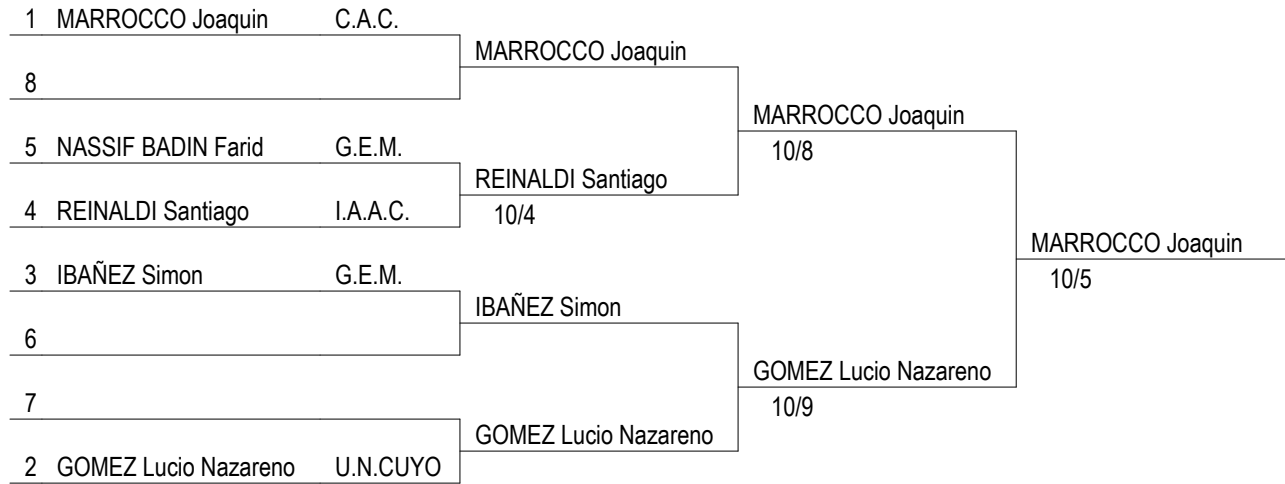 1 MARROCCO Joaquin C.A.C.
MARROCCO Joaquin
8
MARROCCO Joaquin
10/8
5 NASSIF BADIN Farid G.E.M.
REINALDI Santiago
10/4
4 REINALDI Santiago I.A.A.C.
MARROCCO Joaquin
10/5
3 IBAÑEZ Simon G.E.M.
IBAÑEZ Simon
6
GOMEZ Lucio Nazareno
10/9
7
GOMEZ Lucio Nazareno
2 GOMEZ Lucio Nazareno U.N.CUYO